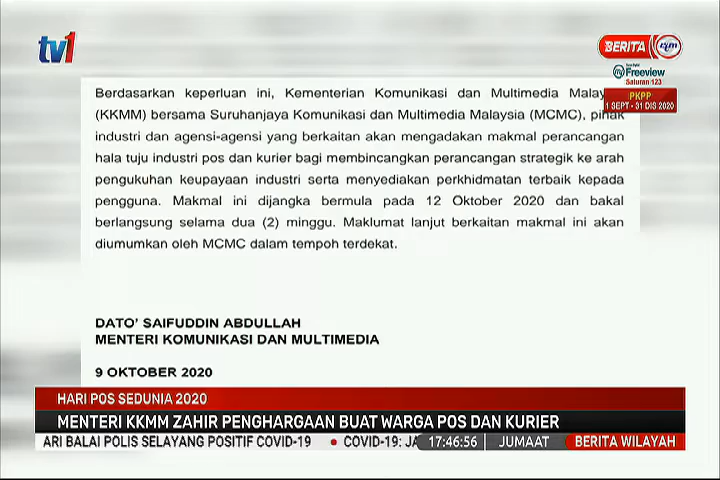 tv1
BERITA rtm
myFreeview
Saluran 123
PKPP
1 SEPT - 31 DIS 2020
Berdasarkan keperluan ini, Kementerian Komunikasi dan Multimedia
(KKMM) bersama Suruhanjaya Komunikasi dan Multimedia Malaysia (MCMC), pihak
industri dan agensi-agensi yang berkaitan akan mengadakan makmal perancangan
hala tuju industri pos dan kurier bagi membincangkan perancangan strategik ke arah
pengukuhan keupayaan industri serta menyediakan perkhidmatan terbaik kepada
pengguna. Makmal ini dijangka bermula pada 12 Oktober 2020 dan bakal
berlangsung selama dua (2) minggu. Maklumat lanjut berkaitan makmal ini akan
diumumkan oleh MCMC dalam tempoh terdekat.
DATO' SAIFUDDIN ABDULLAH
MENTERI KOMUNIKASI DAN MULTIMEDIA
9 OKTOBER 2020
HARI POS SEDUNIA 2020
MENTERI KKMM ZAHIR PENGHARGAAN BUAT WARGA POS DAN KURIER
ARI BALAI POLIS SELAYANG POSITIF COVID-19 • COVID-19: 17:46:56 JUMAAT BERITA WILAYAH